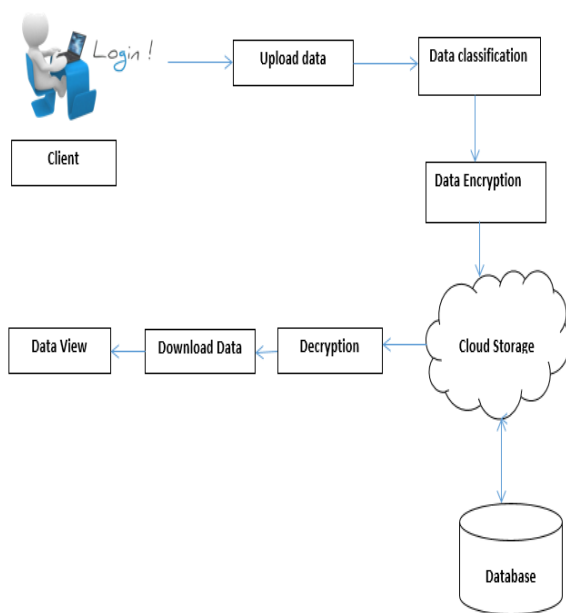 Login !
Upload data
Data classification
Client
Data Encryption
Cloud Storage
Decryption
Download Data
Data View
Database